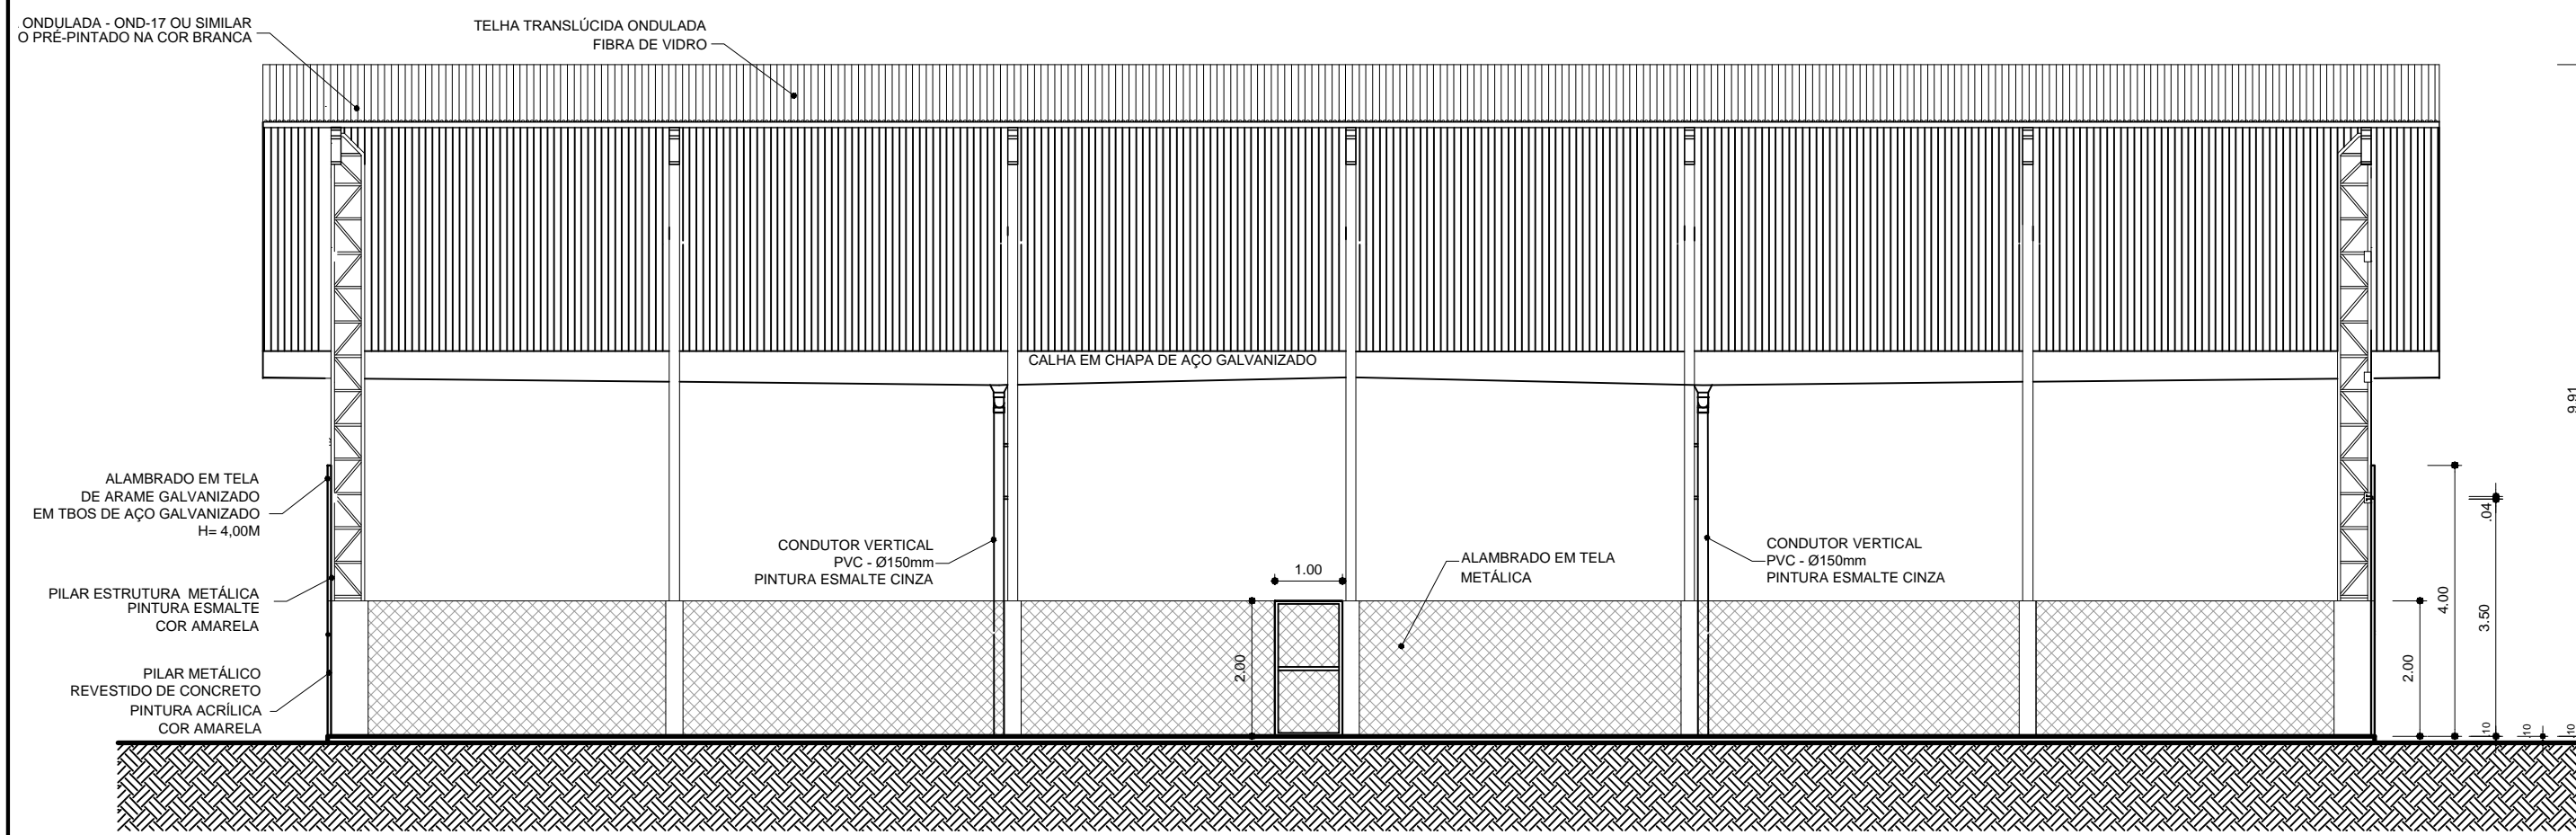 ONDULADA - OND-17 OU SIMILAR
O PRÉ-PINTADO NA COR BRANCA
TELHA TRANSLÚCIDA ONDULADA
FIBRA DE VIDRO
CALHA EM CHAPA DE AÇO GALVANIZADO
9.91
ALAMBRADO EM TELA
DE ARAME GALVANIZADO
EM TBOS DE AÇO GALVANIZADO
H= 4,00M
PILAR ESTRUTURA METÁLICA
PINTURA ESMALTE
COR AMARELA
PILAR METÁLICO
REVESTIDO DE CONCRETO
PINTURA ACRÍLICA
COR AMARELA
CONDUTOR VERTICAL
PVC - Ø150mm
PINTURA ESMALTE CINZA
1.00
2.00
ALAMBRADO EM TELA
METÁLICA
CONDUTOR VERTICAL
PVC - Ø150mm
PINTURA ESMALTE CINZA
2.00
4.00
.04
3.50
.10
.10
.10